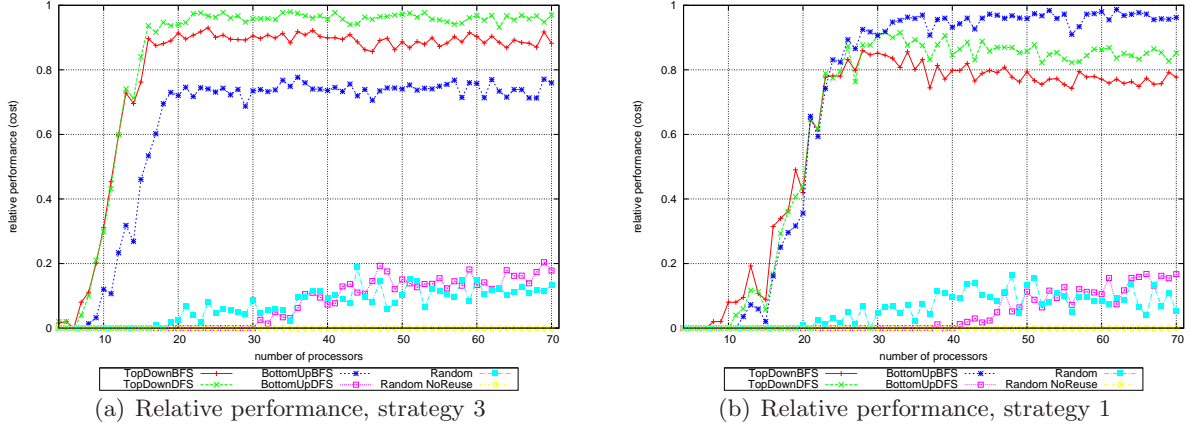 1
0.8
0.6
0.4
0.2
0
relative performance (cost)
10 20 30 40 50 60 70
number of processors
TopDownBFS BottomUpBFS Random
TopDownDFS BottomUpDFS Random NoReuse
(a) Relative performance, strategy 3
1
0.8
0.6
0.4
0.2
0
relative performance (cost)
10 20 30 40 50 60 70
number of processors
TopDownBFS BottomUpBFS Random
TopDownDFS BottomUpDFS Random NoReuse
(b) Relative performance, strategy 1